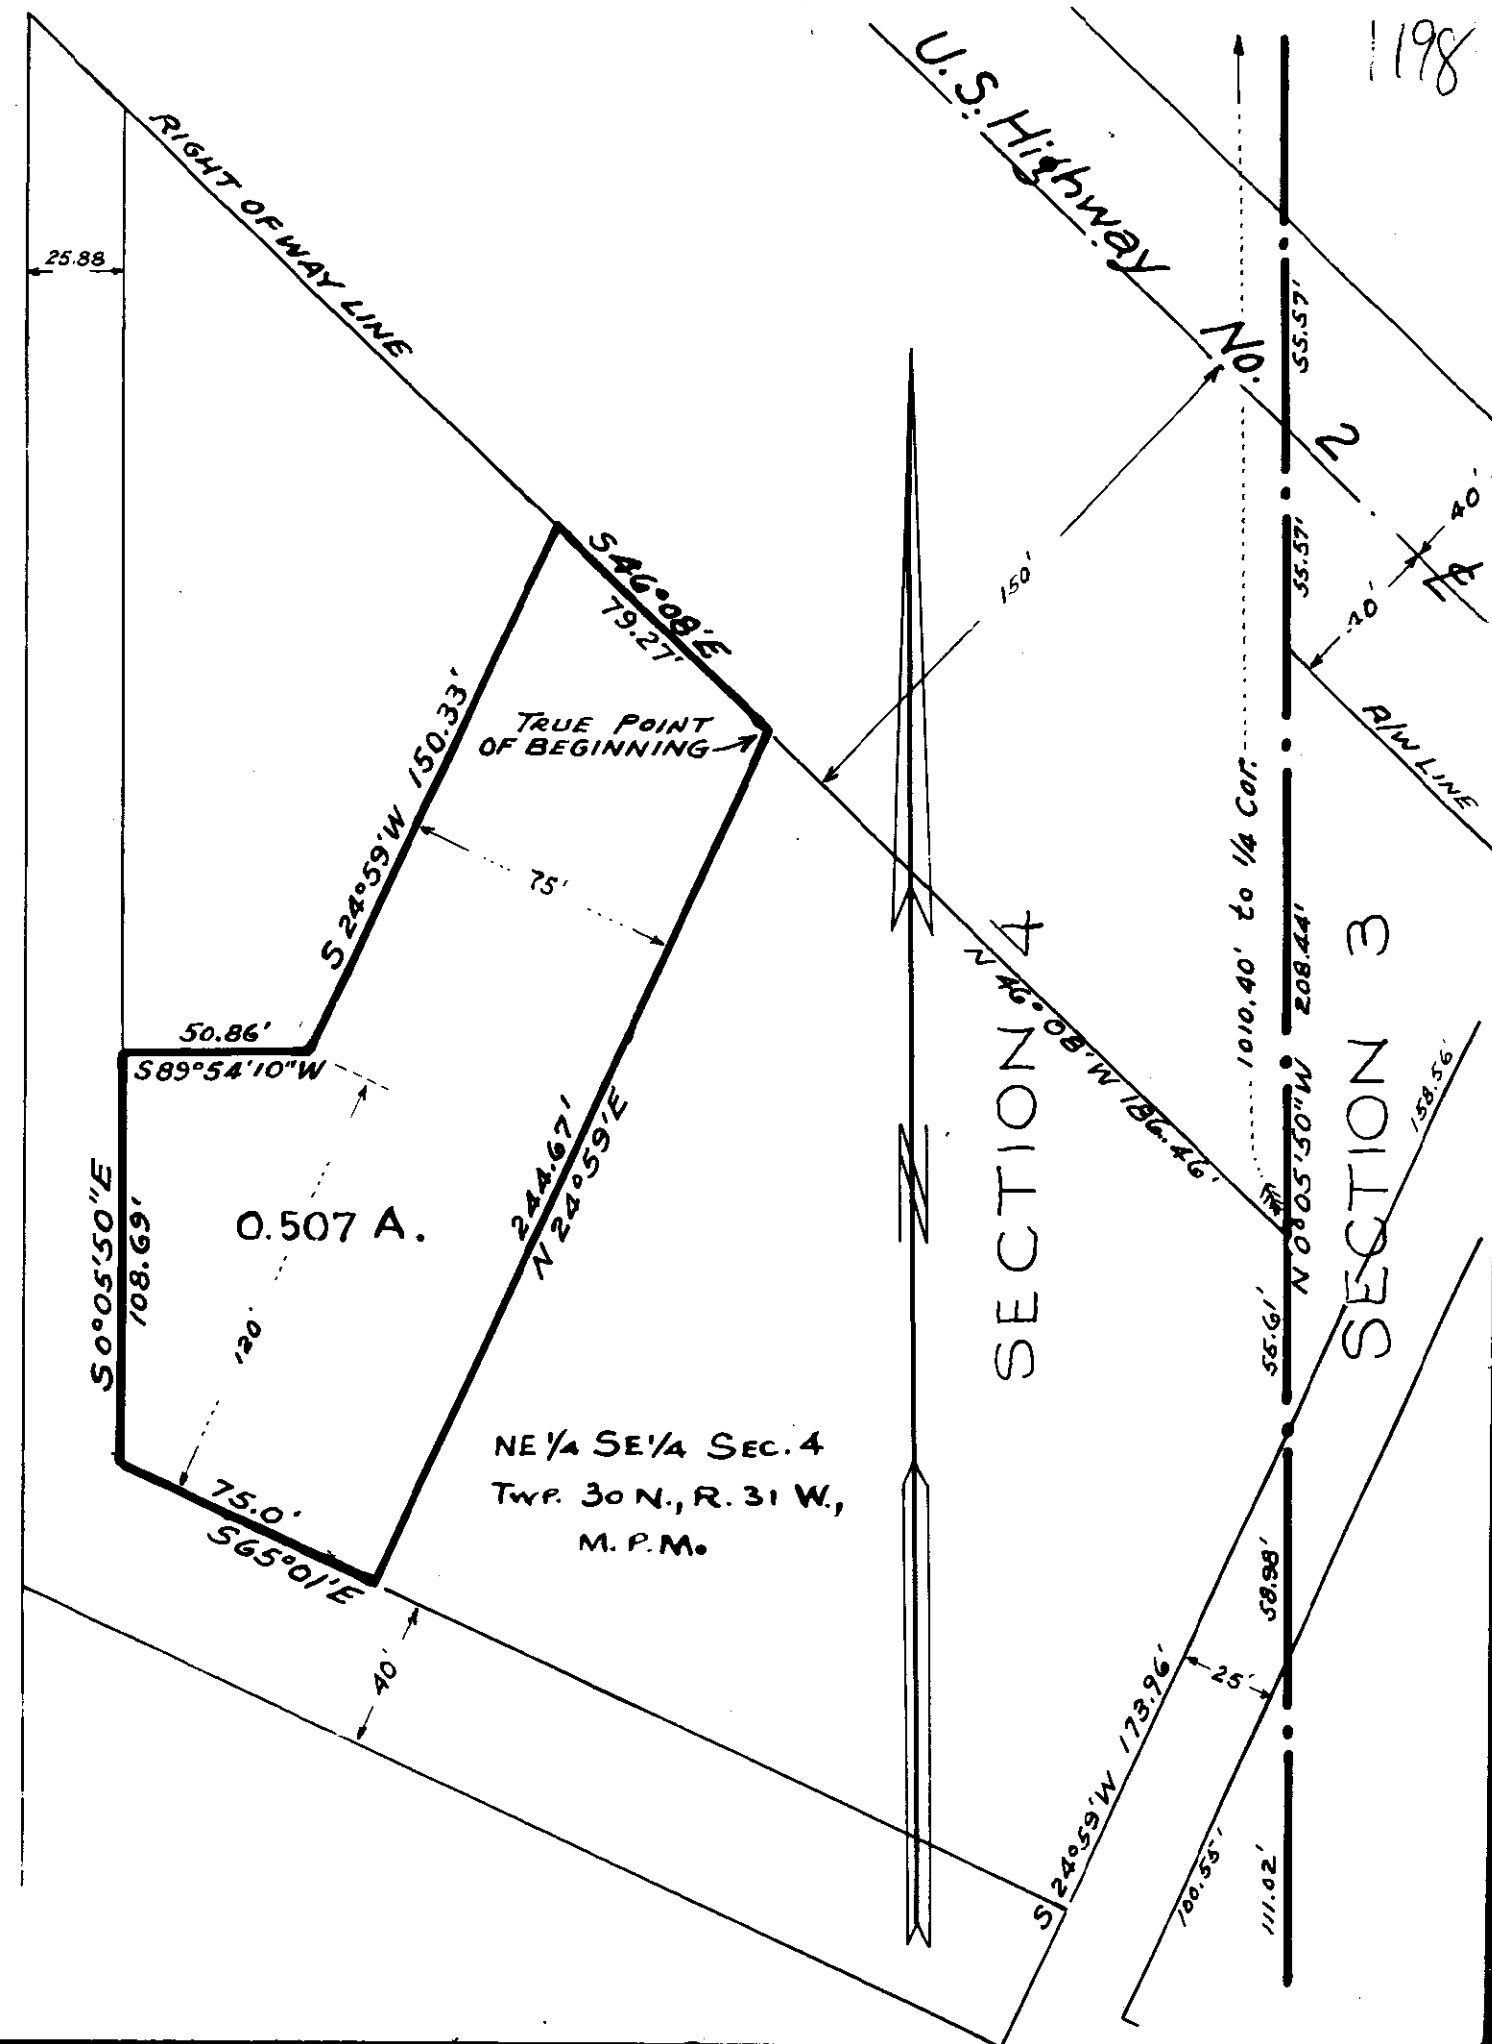 1198
U.S. Highway No. 2
RIGHT OF WAY LINE
25.88
55.57'
55.57'
40'
40'
R/W LINE
150'
S46°08'E
79.27'
TRUE POINT
OF BEGINNING
S 24°59'W 150.33'
75'
1010.40' to 1/4 Cor.
208.44'
N 0°05'50"W
SECTION 4
SECTION 3
N 46°08'W 186.46'
158.56'
50.86'
S89°54'10"W
244.67'
N 24°59'E
S0°05'50"E
108.69'
0.507 A.
120'
N
55.61'
NE 1/4 SE 1/4 SEC. 4
TWP. 30 N., R. 31 W.,
M. P. M.
75.0'
S65°01'E
40'
58.98'
25'
S 24°59'W 173.96'
100.55'
111.02'